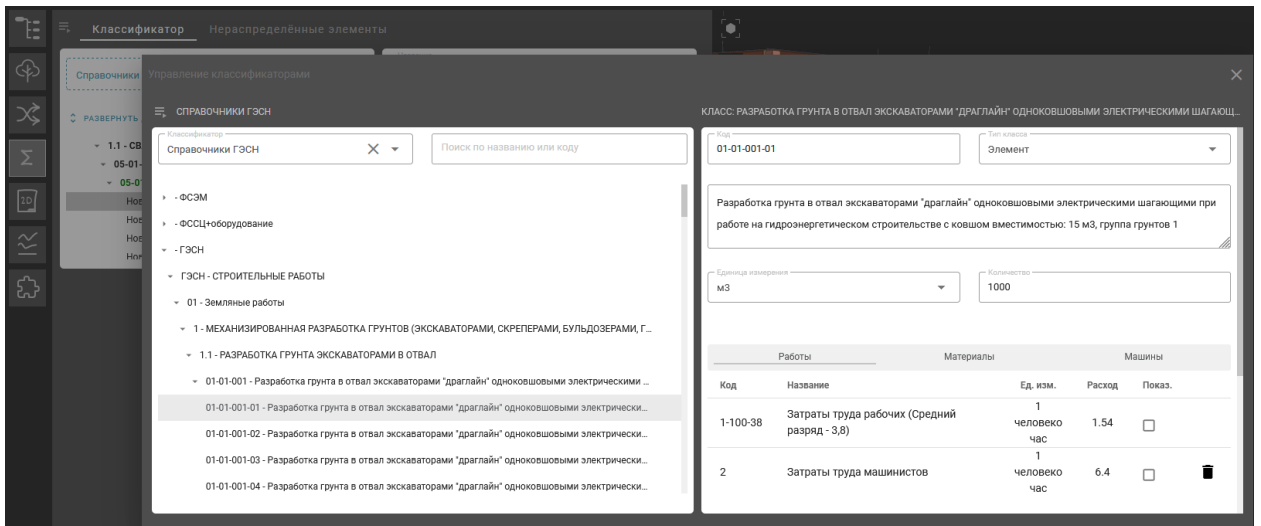 Классификатор
Нераспределённые элементы
Справочники
Управление классификаторами
СПРАВОЧНИКИ ГЭСН
КЛАСС: РАЗРАБОТКА ГРУНТА В ОТВАЛ ЭКСКАВАТОРАМИ "ДРАГЛАЙН" ОДНОКОВШОВЫМИ ЭЛЕКТРИЧЕСКИМИ ШАГАЮЩ...
РАЗВЕРНУТЬ
1.1 - СВ
05-01-
05-0
Нов
Нов
Нов
Нов
Классификатор
Справочники ГЭСН
Поиск по названию или коду
- ФСЭМ
- ФССЦ+оборудование
- ГЭСН
ГЭСН - СТРОИТЕЛЬНЫЕ РАБОТЫ
01 - Земляные работы
1 - МЕХАНИЗИРОВАННАЯ РАЗРАБОТКА ГРУНТОВ (ЭКСКАВАТОРАМИ, СКРЕПЕРАМИ, БУЛЬДОЗЕРАМИ, Г...
1.1 - РАЗРАБОТКА ГРУНТА ЭКСКАВАТОРАМИ В ОТВАЛ
01-01-001 - Разработка грунта в отвал экскаваторами "драглайн" одноковшовыми электрическими ...
01-01-001-01 - Разработка грунта в отвал экскаваторами "драглайн" одноковшовыми электрически...
01-01-001-02 - Разработка грунта в отвал экскаваторами "драглайн" одноковшовыми электрически...
01-01-001-03 - Разработка грунта в отвал экскаваторами "драглайн" одноковшовыми электрически...
01-01-001-04 - Разработка грунта в отвал экскаваторами "драглайн" одноковшовыми электрически...
Код
01-01-001-01
Тип класса
Элемент
Разработка грунта в отвал экскаваторами "драглайн" одноковшовыми электрическими шагающими при
работе на гидроэнергетическом строительстве с ковшом вместимостью: 15 м3, группа грунтов 1
Единица измерения
м3
Количество
1000
Работы
Материалы
Машины
Код Название Ед. изм. Расход Показ.
1-100-38 Затраты труда рабочих (Средний разряд - 3,8) 1 человеко час 1.54
2 Затраты труда машинистов 1 человеко час 6.4